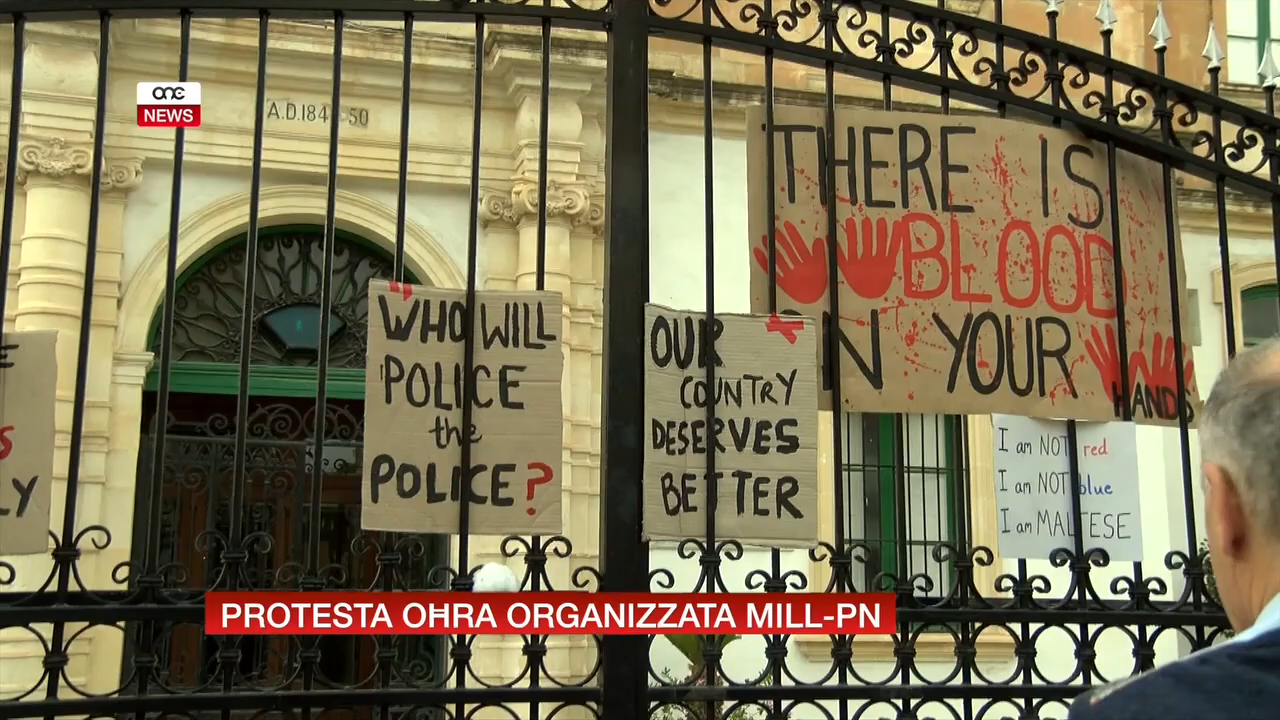 one
NEWS
A.D.184 50
THERE IS
BLOOD
ON YOUR
HANDS
WHO WILL
POLICE
the
POLICE?
OUR
COUNTRY
DESERVES
BETTER
I am NOT red
I am NOT blue
I am MALTESE
LY
PROTESTA OĦRA ORGANIZZATA MILL-PN